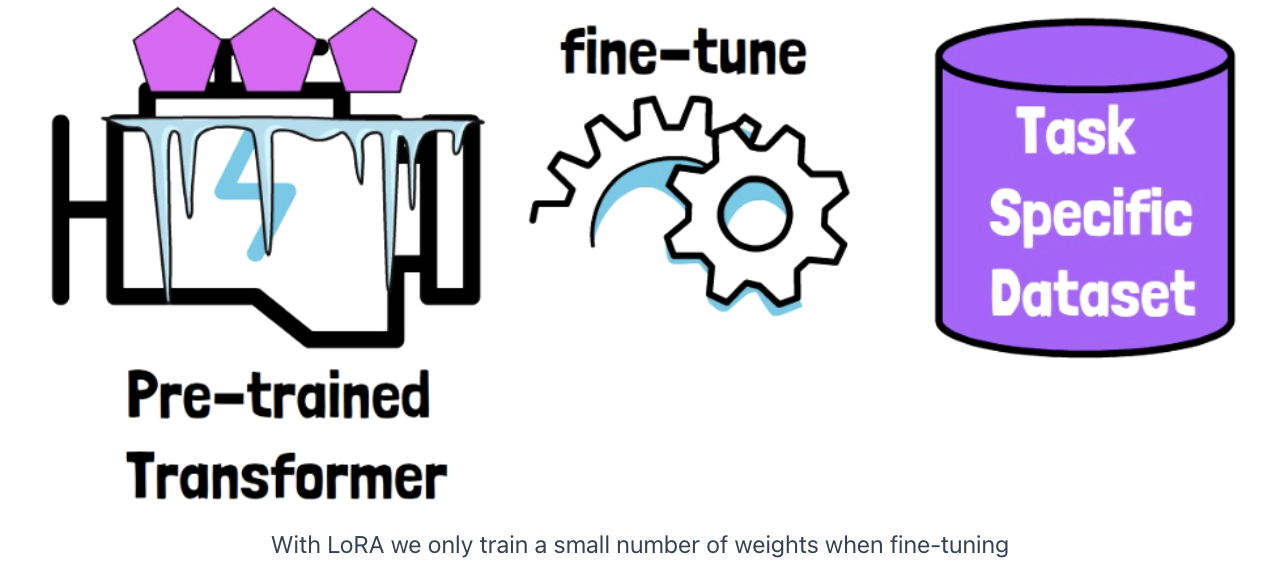 fine-tune
Task
Specific
Dataset
Pre-trained
Transformer
With LoRA we only train a small number of weights when fine-tuning